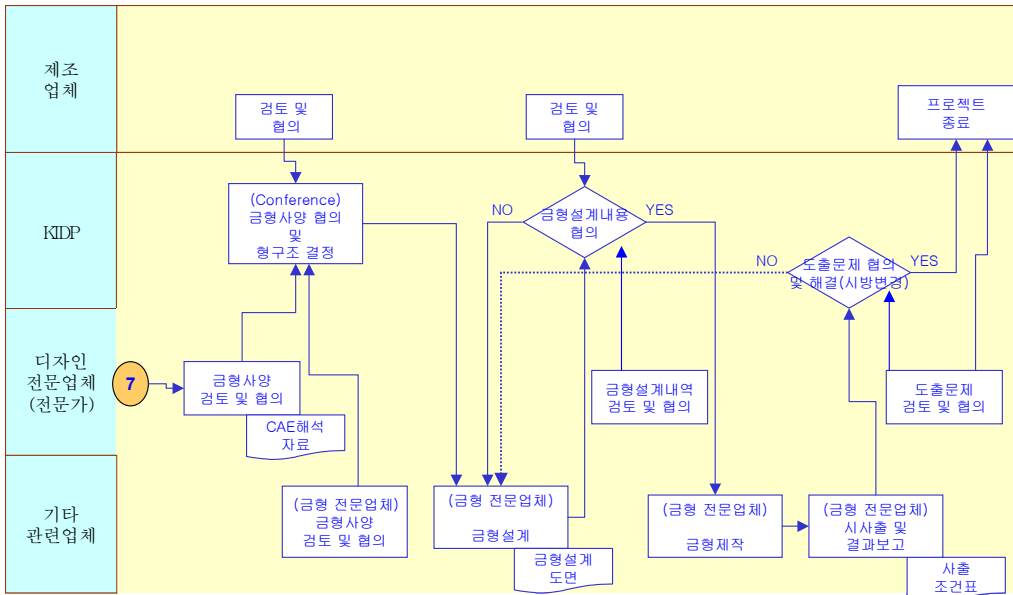 제조
업체
검토 및
협의
검토 및
협의
프로젝트
종료
KIDP
(Conference)
금형사양 협의
및
형구조 결정
NO
금형설계내용
협의
YES
NO
도출문제 협의
및 해결(시방변경)
YES
디자인
전문업체
(전문가)
7
금형사양
검토 및 협의
CAE해석
자료
금형설계내역
검토 및 협의
도출문제
검토 및 협의
기타
관련업체
(금형 전문업체)
금형사양
검토 및 협의
(금형 전문업체)
금형설계
금형설계
도면
(금형 전문업체)
금형제작
(금형 전문업체)
시사출 및
결과보고
사출
조건표